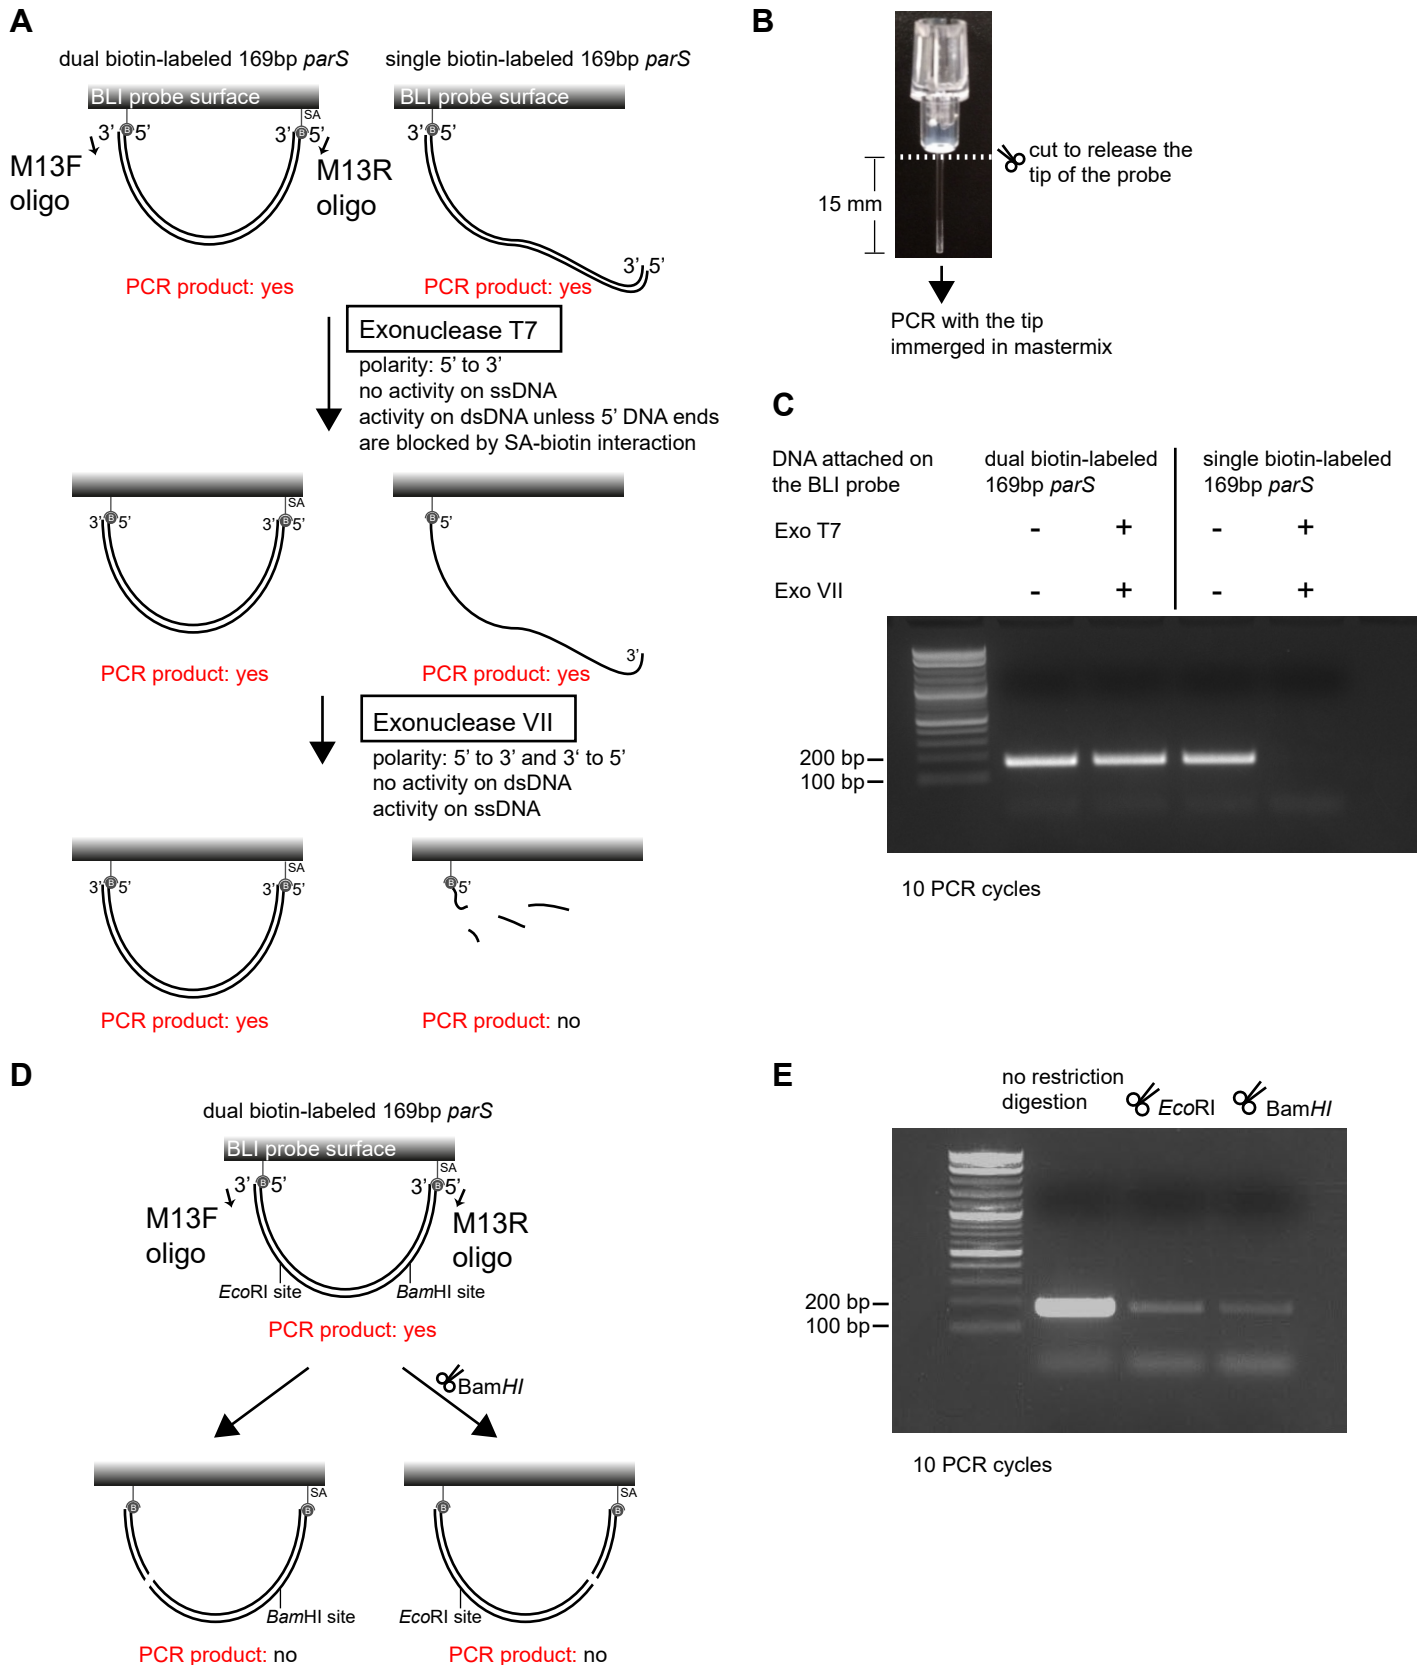 A
dual biotin-labeled 169bp parS
single biotin-labeled 169bp parS
BLI probe surface
BLI probe surface
SA
3’ B 5’
3’ B 5’
3’ B 5’
M13F
oligo
M13R
oligo
3’ 5’
PCR product: yes
PCR product: yes
Exonuclease T7
polarity: 5’ to 3’
no activity on ssDNA
activity on dsDNA unless 5’ DNA ends
are blocked by SA-biotin interaction
SA
3’ B 5’
3’ B 5’
B 5’
3’
PCR product: yes
PCR product: yes
Exonuclease VII
polarity: 5’ to 3’ and 3‘ to 5’
no activity on dsDNA
activity on ssDNA
SA
3’ B 5’
3’ B 5’
B 5’
PCR product: yes
PCR product: no
B
cut to release the
tip of the probe
15 mm
PCR with the tip
immerged in mastermix
C
DNA attached on
the BLI probe
dual biotin-labeled
169bp parS
single biotin-labeled
169bp parS
Exo T7 - + - +
Exo VII - + - +
200 bp
100 bp
10 PCR cycles
D
dual biotin-labeled 169bp parS
BLI probe surface
SA
3’ B 5’
3’ B 5’
M13F
oligo
M13R
oligo
EcoRI site
BamHI site
PCR product: yes
BamHI
SA
B
B
BamHI site
PCR product: no
SA
B
B
EcoRI site
PCR product: no
E
no restriction
digestion
EcoRI
BamHI
200 bp
100 bp
10 PCR cycles